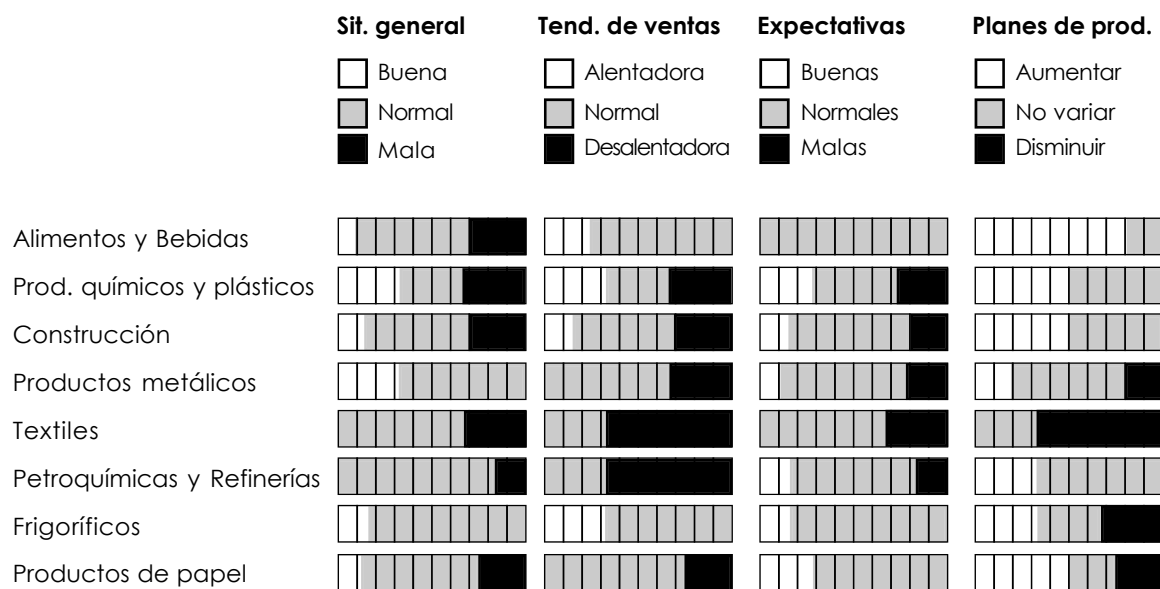 Sit. general Tend. de ventas Expectativas Planes de prod.
Buena Alentadora Buenas Aumentar
Normal Normal Normales No variar
Mala Desalentadora Malas Disminuir
Alimentos y Bebidas
Prod. químicos y plásticos
Construcción
Productos metálicos
Textiles
Petroquímicas y Refinerías
Frigoríficos
Productos de papel